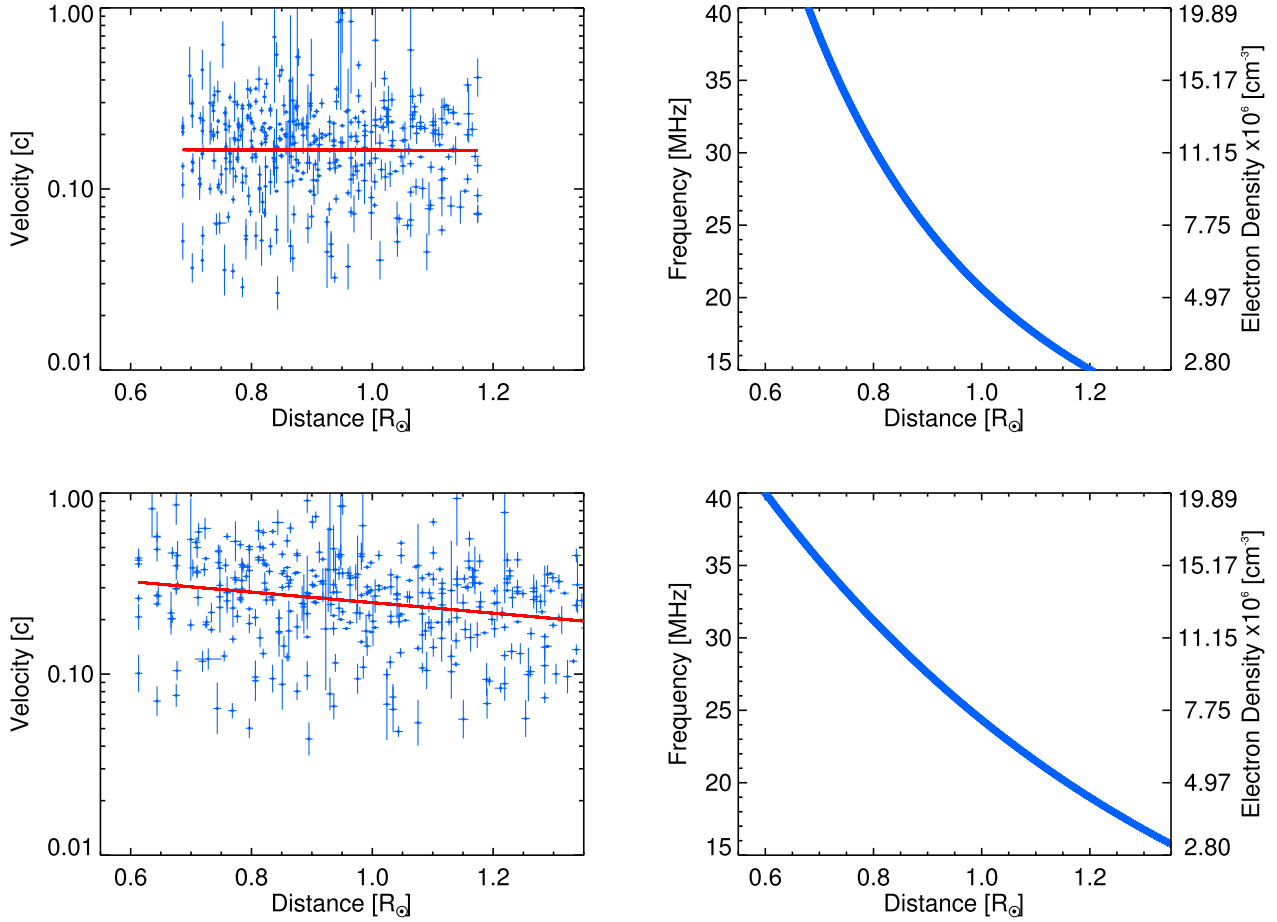 1.00
0.10
0.01
Velocity [c]
0.6 0.8 1.0 1.2
Distance [R☉]
40
35
30
25
20
15
Frequency [MHz]
19.89
15.17
11.15
7.75
4.97
2.80
Electron Density x10⁶ [cm⁻³]
0.6 0.8 1.0 1.2
Distance [R☉]
1.00
0.10
0.01
Velocity [c]
0.6 0.8 1.0 1.2
Distance [R☉]
40
35
30
25
20
15
Frequency [MHz]
19.89
15.17
11.15
7.75
4.97
2.80
Electron Density x10⁶ [cm⁻³]
0.6 0.8 1.0 1.2
Distance [R☉]